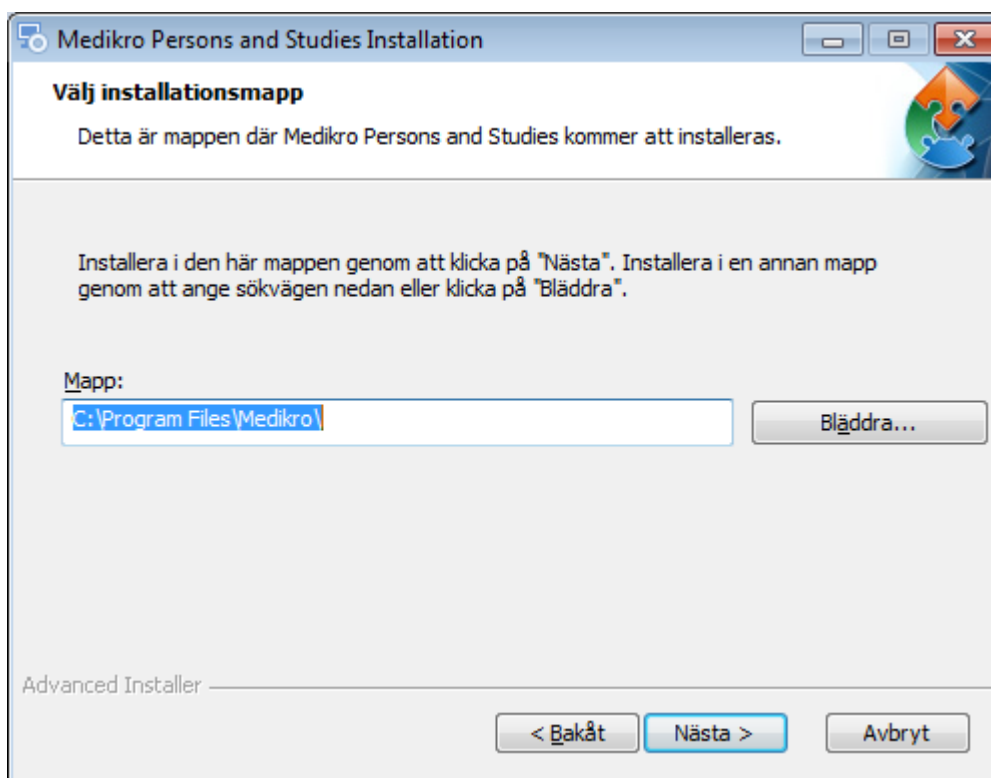 Medikro Persons and Studies Installation
Välj installationsmapp
Detta är mappen där Medikro Persons and Studies kommer att installeras.
Installera i den här mappen genom att klicka på "Nästa". Installera i en annan mapp
genom att ange sökvägen nedan eller klicka på "Bläddra".
Mapp:
C:\Program Files\Medikro\
Bläddra...
Advanced Installer
< Bakåt
Nästa >
Avbryt